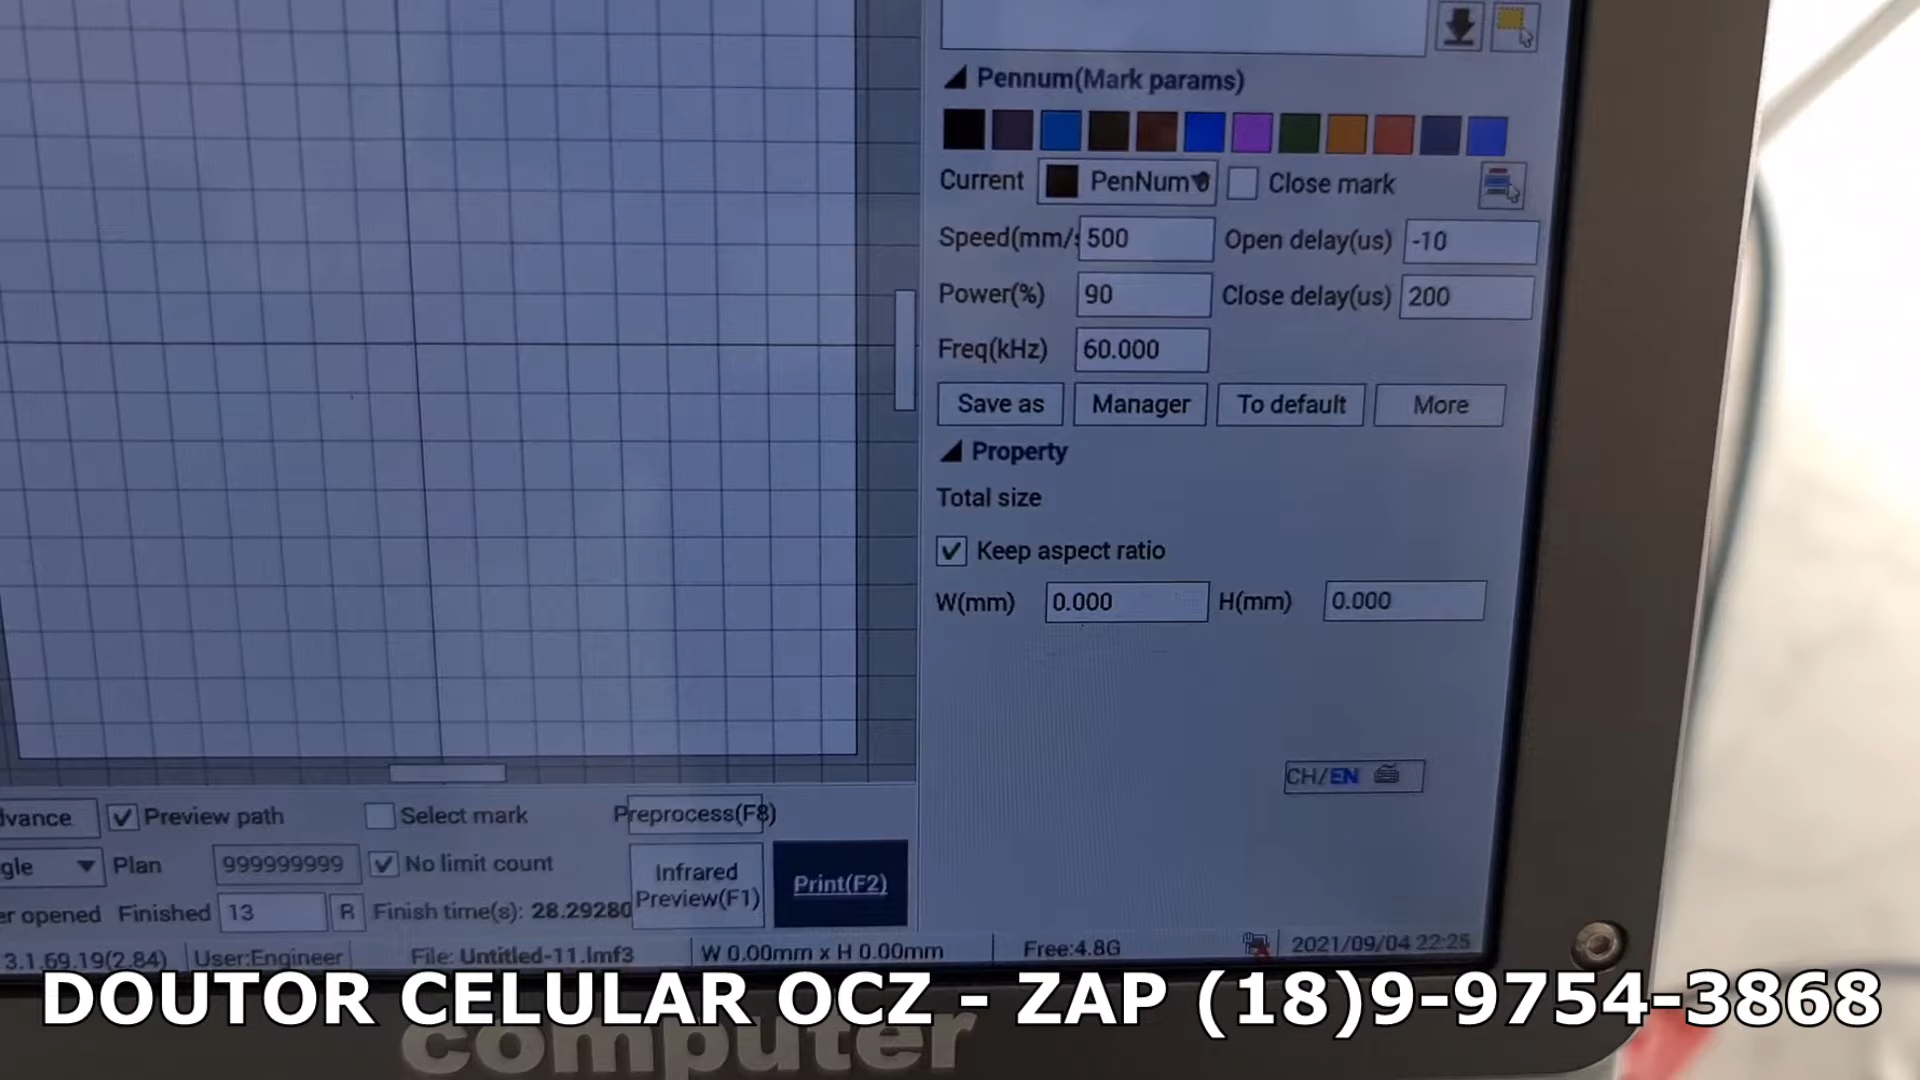 Pennum(Mark params)
Current PenNum Close mark
Speed(mm/s 500 Open delay(us) -10
Power(%) 90 Close delay(us) 200
Freq(kHz) 60.000
Save as Manager To default More
Property
Total size
Keep aspect ratio
W(mm) 0.000 H(mm) 0.000
CH/EN
dvance Preview path Select mark Preprocess(F8)
gle Plan 999999999 No limit count Infrared Preview(F1) Print(F2)
er opened Finished 13 R Finish time(s): 28.29280
3.1.69.19(2.84) User:Engineer File: Untitled-11.lmf3 W 0.00mm x H 0.00mm Free:4.8G 2021/09/04 22:25
DOUTOR CELULAR OCZ - ZAP (18)9-9754-3868
computer